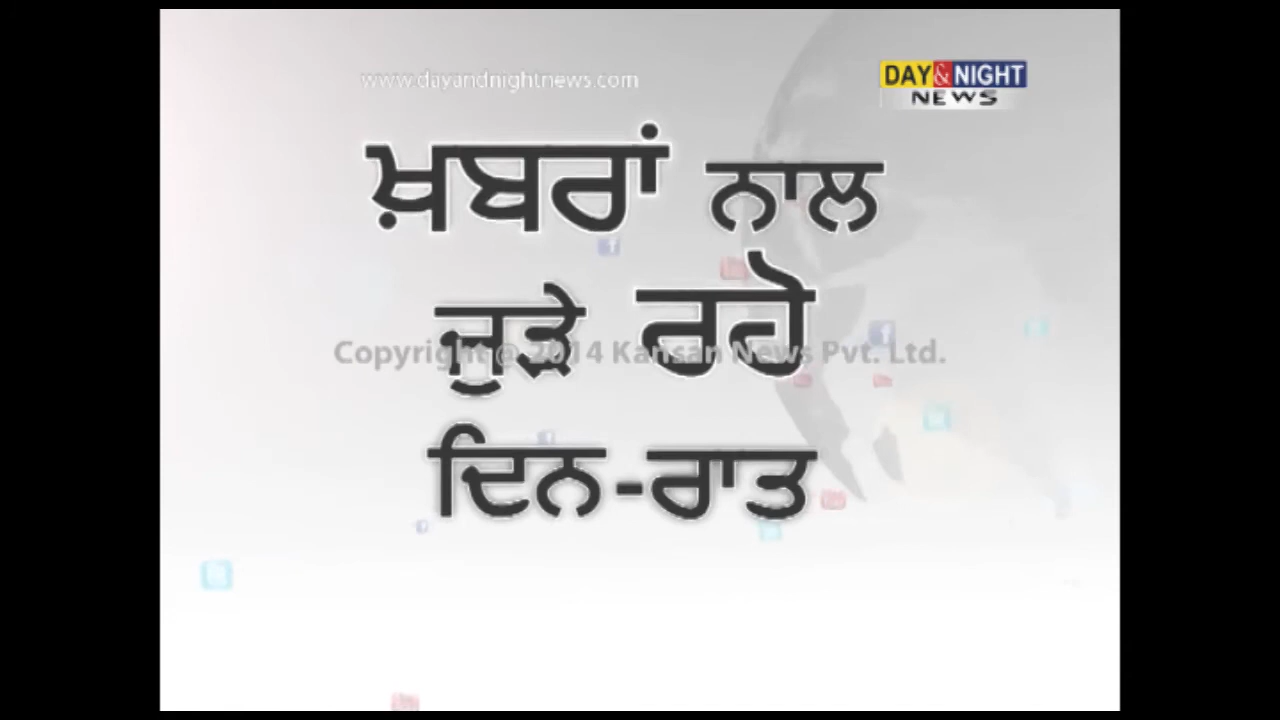 www.dayandnightnews.com
DAY & NIGHT
NEWS
ਖ਼ਬਰਾਂ ਨਾਲ
ਜੁੜੇ ਰਹੋ
Copyright @ 2014 Kansan News Pvt. Ltd.
ਦਿਨ-ਰਾਤ